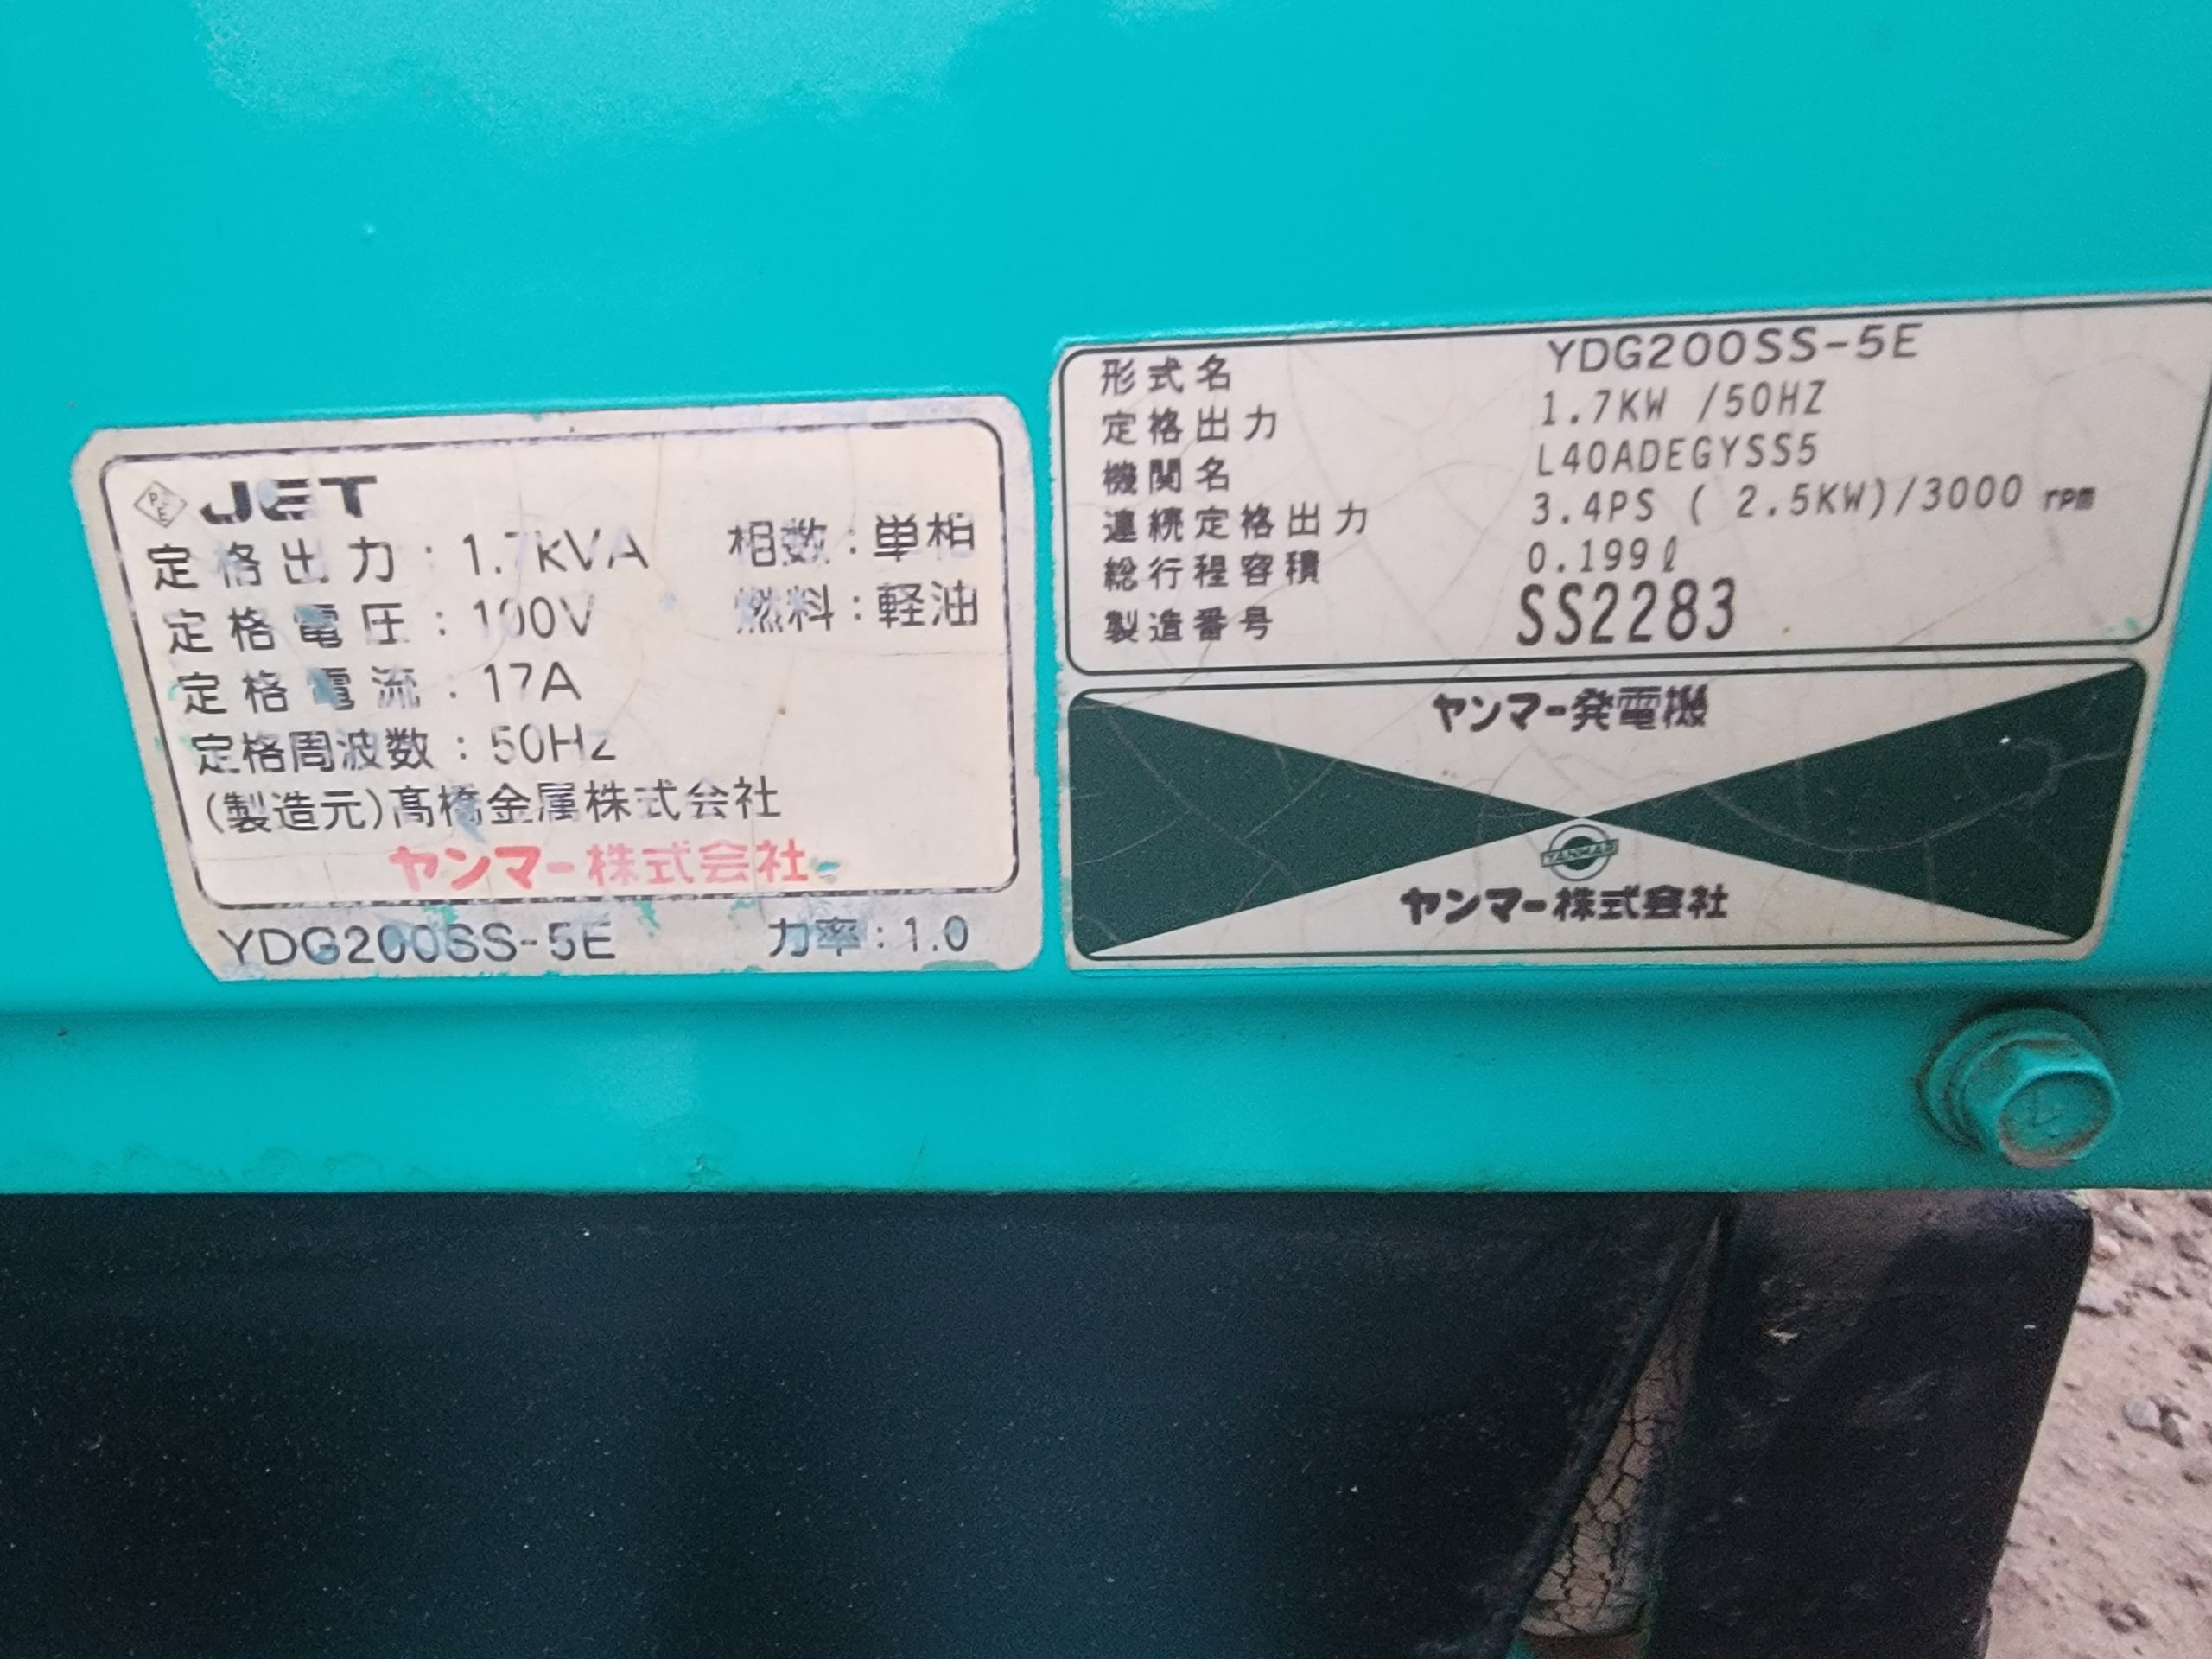 PSE JET
定格出力：1.7kVA 相数：単相
定格電圧：100V 燃料：軽油
定格電流：17A
定格周波数：50Hz
(製造元)髙橋金属株式会社
ヤンマー株式会社
YDG200SS-5E 力率：1.0
形式名 YDG200SS-5E
定格出力 1.7KW /50HZ
機関名 L40ADEGYSS5
連続定格出力 3.4PS ( 2.5KW)/3000 rpm
総行程容積 0.199ℓ
製造番号 SS2283
ヤンマー発電機
YANMAR
ヤンマー株式会社
4